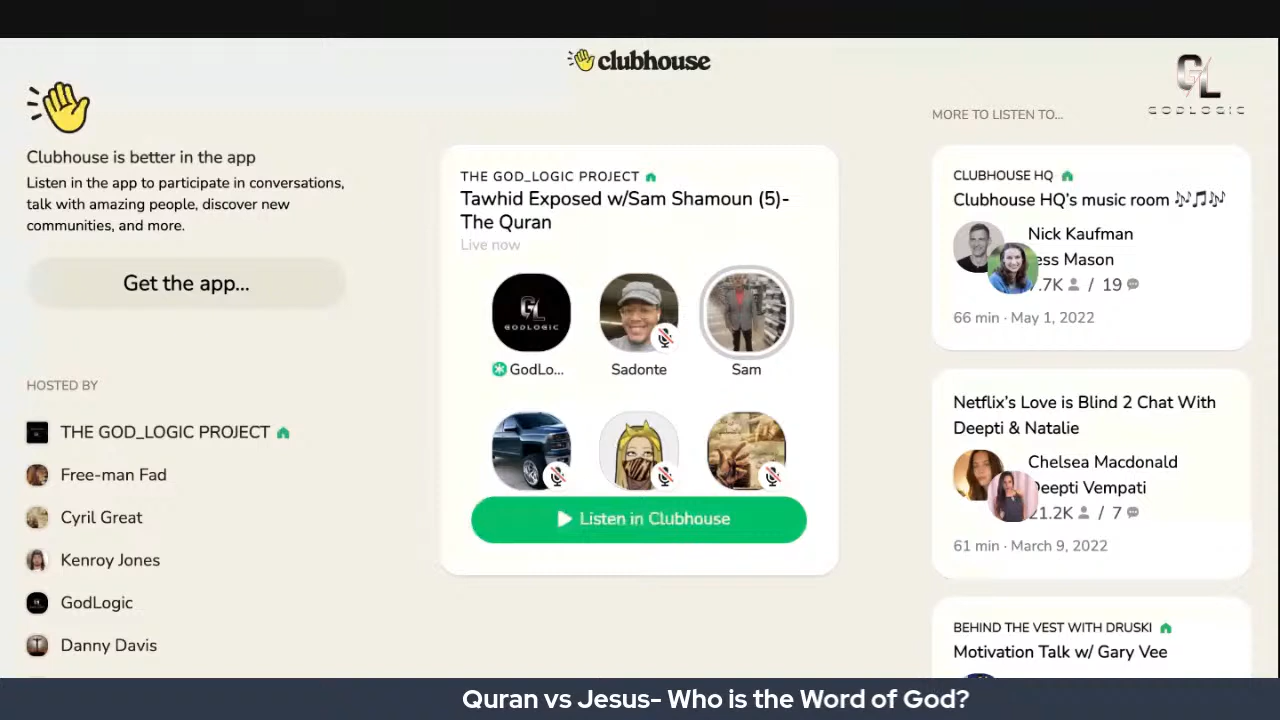 clubhouse
GL
GODLOGIC
Clubhouse is better in the app
Listen in the app to participate in conversations,
talk with amazing people, discover new
communities, and more.
Get the app...
HOSTED BY
THE GOD_LOGIC PROJECT
Free-man Fad
Cyril Great
Kenroy Jones
GodLogic
Danny Davis
THE GOD_LOGIC PROJECT
Tawhid Exposed w/Sam Shamoun (5)-
The Quran
Live now
GL
GODLOGIC
GodLo...
Sadonte
Sam
Listen in Clubhouse
MORE TO LISTEN TO...
CLUBHOUSE HQ
Clubhouse HQ's music room 🎶🎵🎶
Nick Kaufman
ess Mason
7.7K / 19
66 min · May 1, 2022
Netflix's Love is Blind 2 Chat With
Deepti & Natalie
Chelsea Macdonald
Deepti Vempati
21.2K / 7
61 min · March 9, 2022
BEHIND THE VEST WITH DRUSKI
Motivation Talk w/ Gary Vee
Quran vs Jesus- Who is the Word of God?